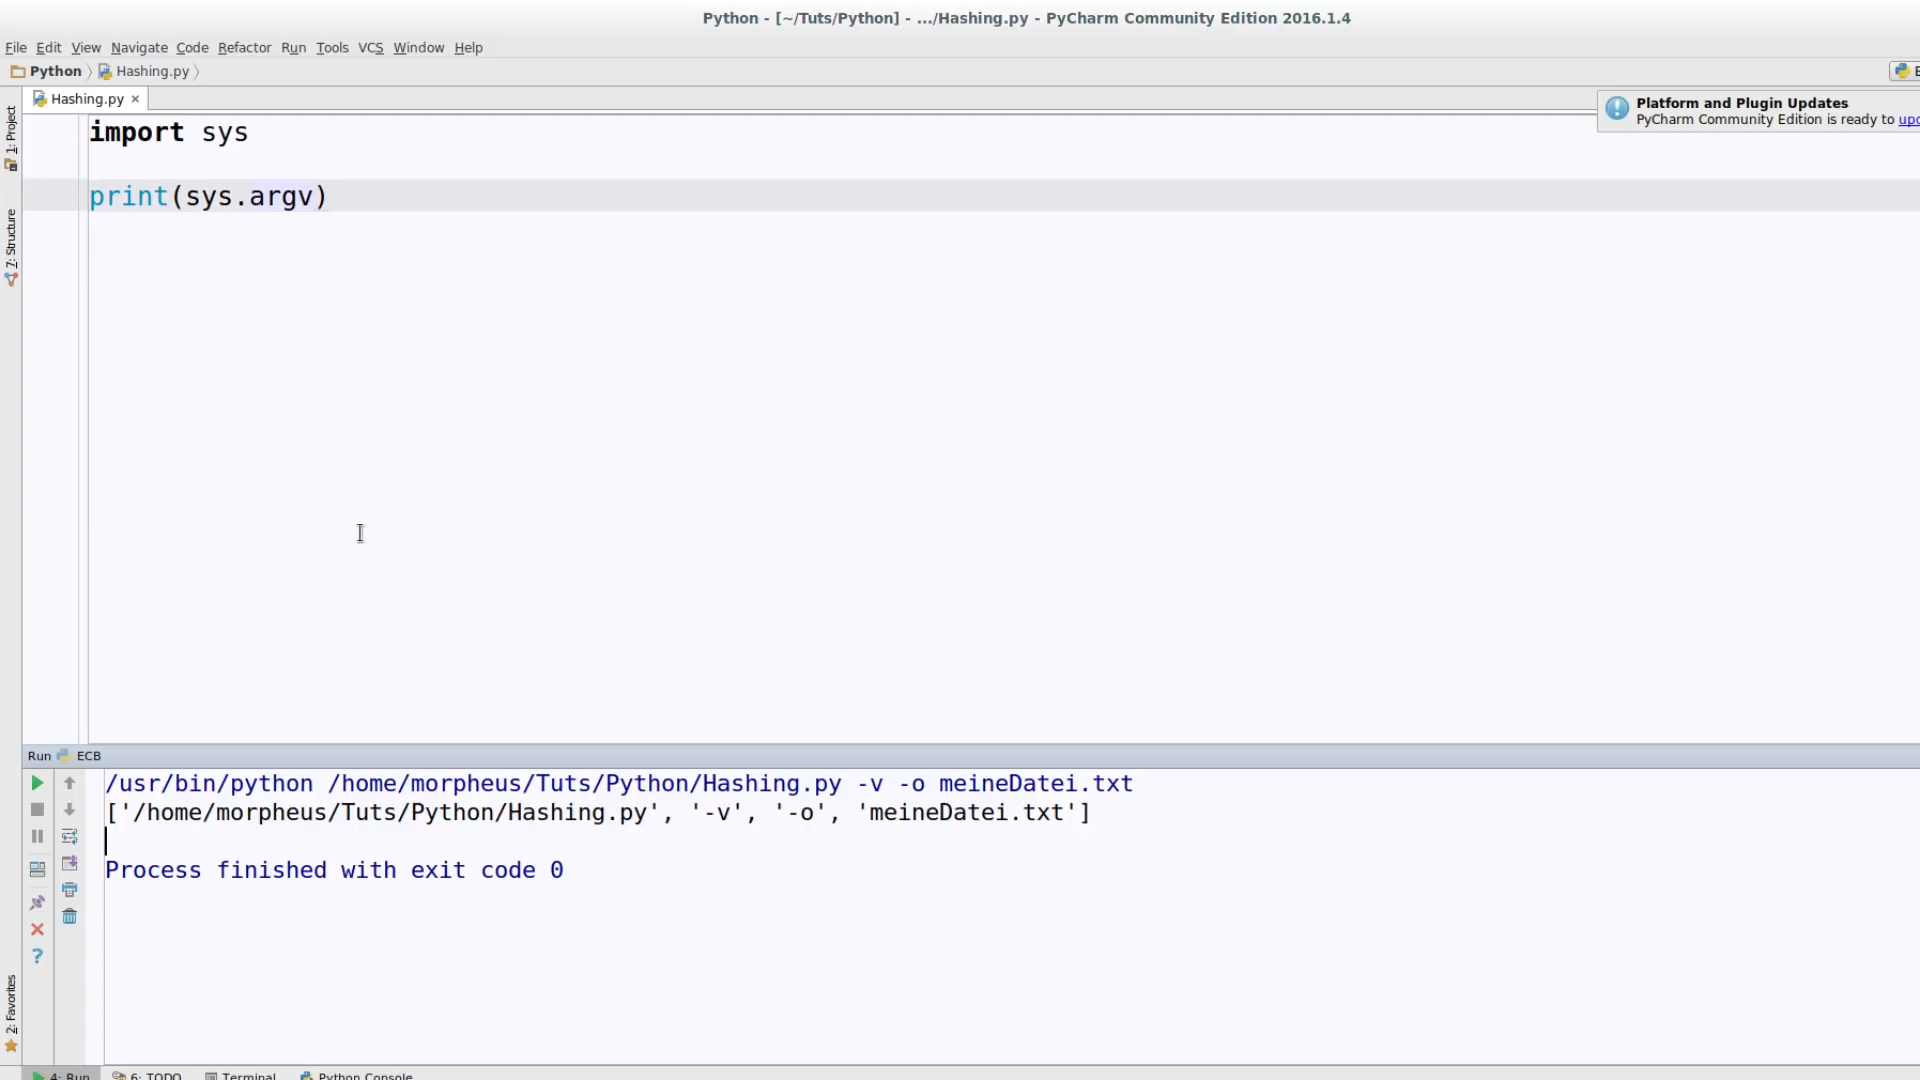 Python - [~/Tuts/Python] - .../Hashing.py - PyCharm Community Edition 2016.1.4
File Edit View Navigate Code Refactor Run Tools VCS Window Help
Python Hashing.py
Hashing.py
Platform and Plugin Updates
PyCharm Community Edition is ready to
1: Project
7: Structure
import sys
print(sys.argv)
Run ECB
/usr/bin/python /home/morpheus/Tuts/Python/Hashing.py -v -o meineDatei.txt
['/home/morpheus/Tuts/Python/Hashing.py', '-v', '-o', 'meineDatei.txt']
Process finished with exit code 0
2: Favorites
4: Run 6: TODO Terminal Python Console